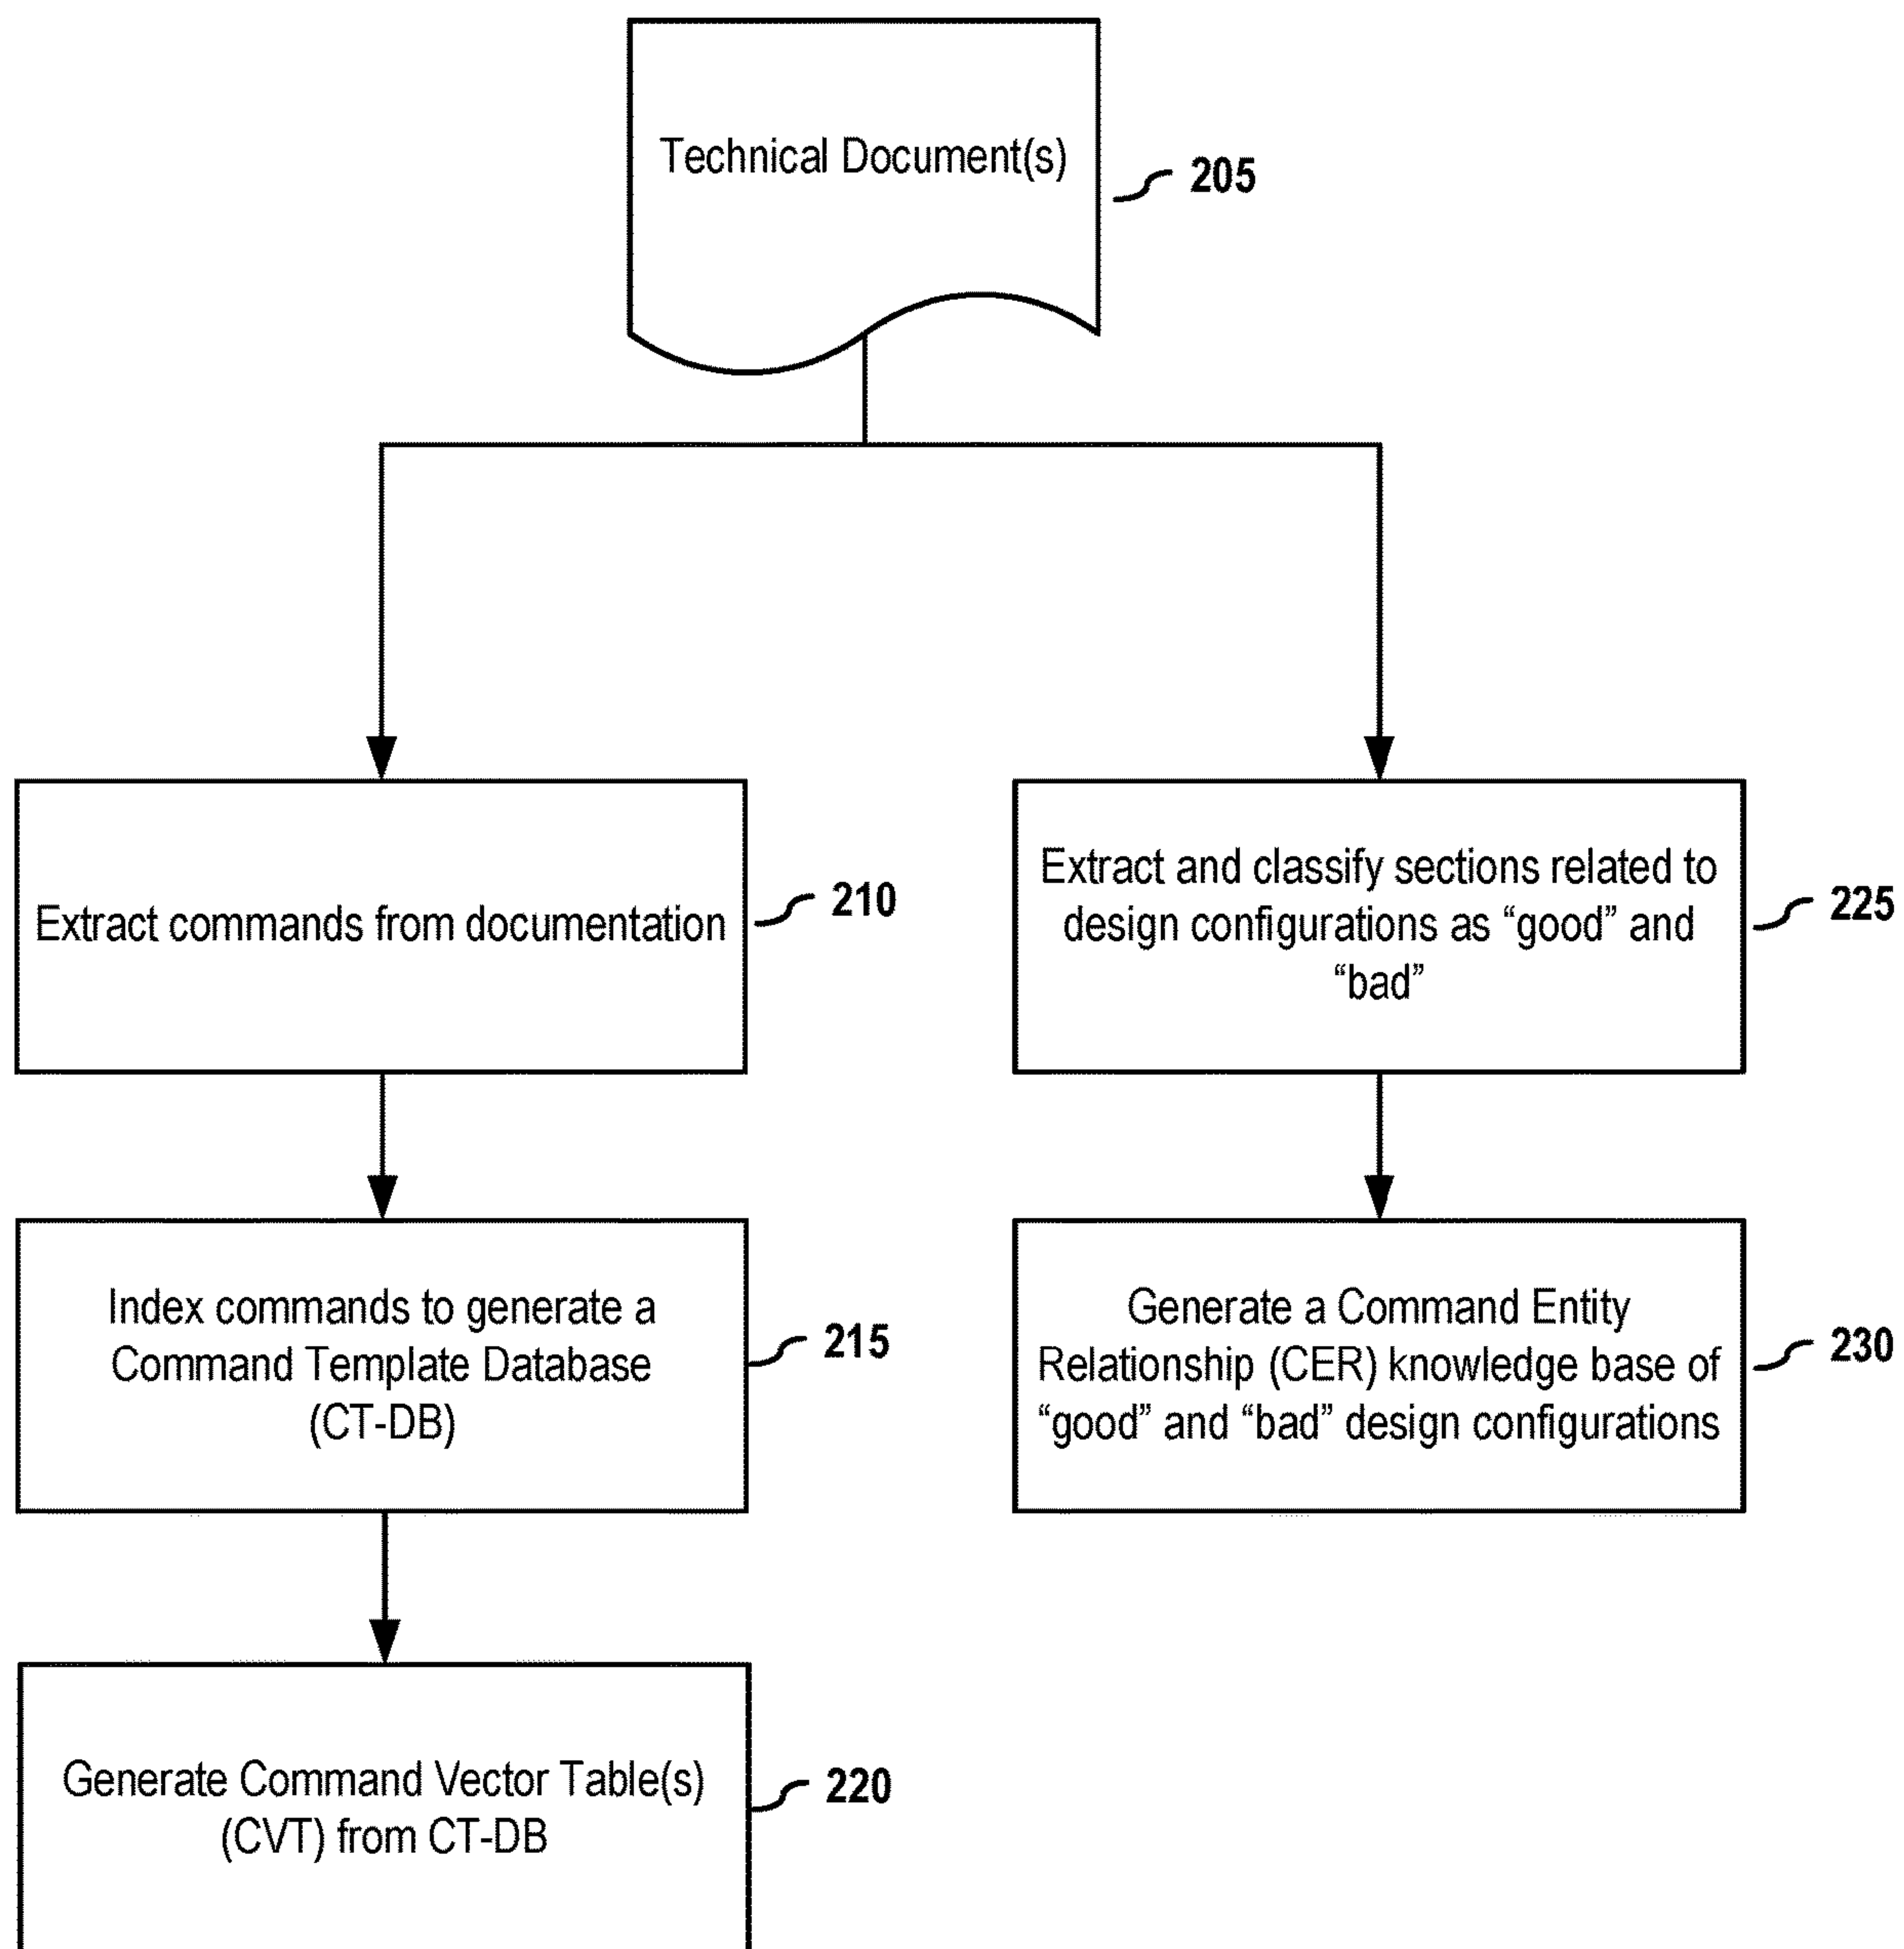 Technical Document(s)
205
Extract commands from documentation
210
Extract and classify sections related to
design configurations as “good” and
“bad”
225
Index commands to generate a
Command Template Database
(CT-DB)
215
Generate a Command Entity
Relationship (CER) knowledge base of
“good” and “bad” design configurations
230
Generate Command Vector Table(s)
(CVT) from CT-DB
220